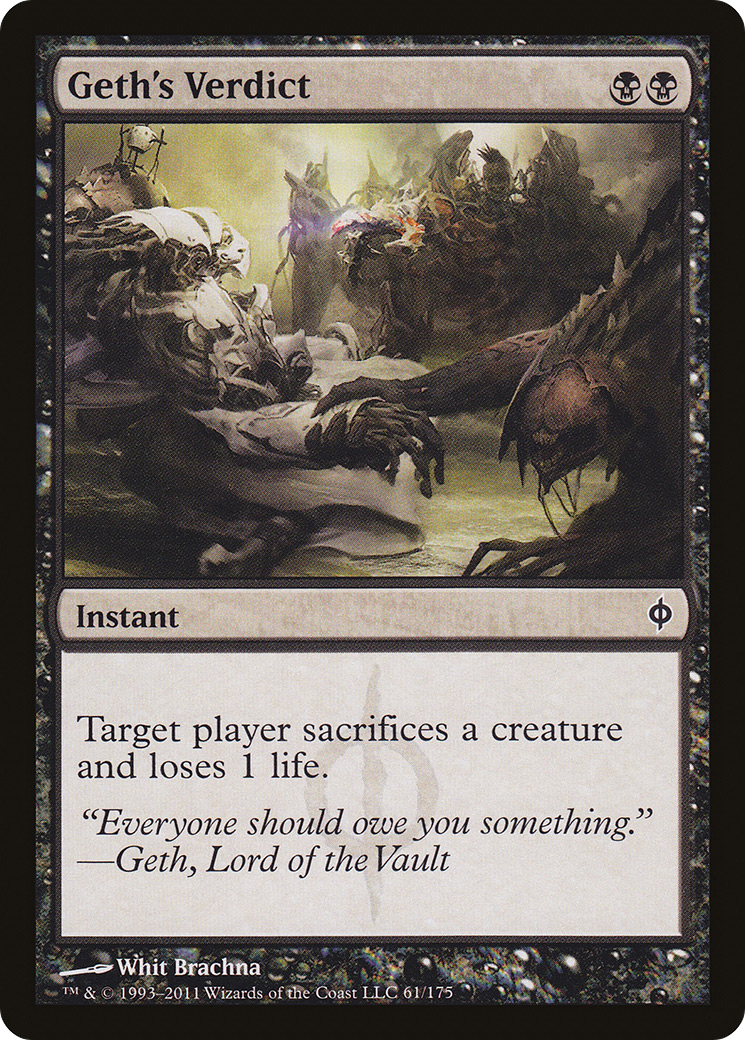 Geth's Verdict
Instant
Target player sacrifices a creature
and loses 1 life.
“Everyone should owe you something.”
—Geth, Lord of the Vault
Whit Brachna
™ & © 1993–2011 Wizards of the Coast LLC 61/175